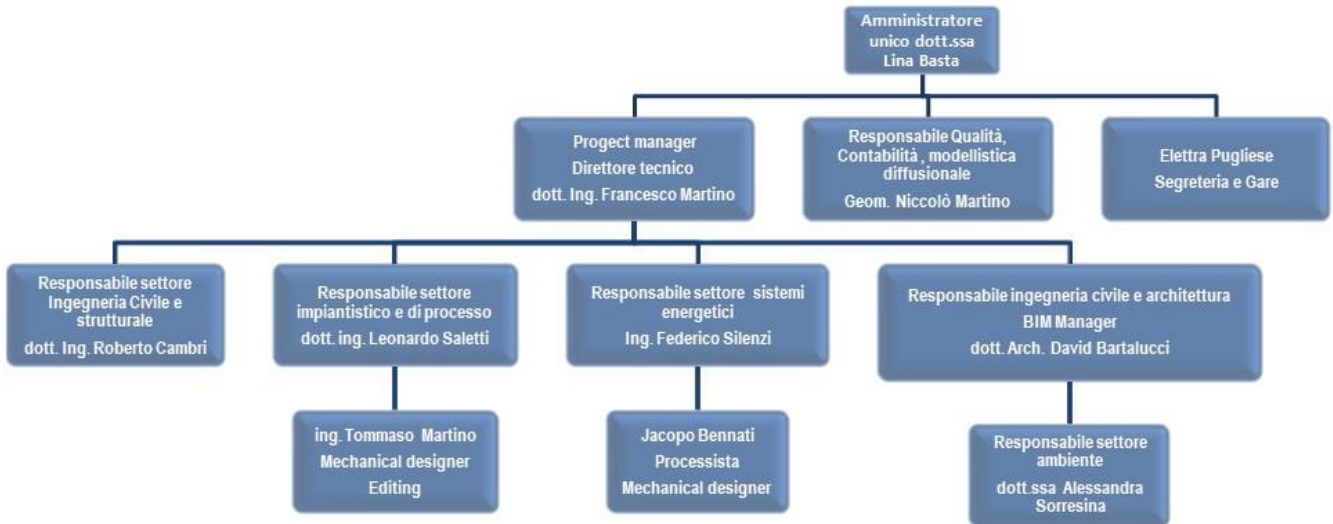 Amministratore
unico dott.ssa
Lina Basta
Progect manager
Direttore tecnico
dott. Ing. Francesco Martino
Responsabile Qualità,
Contabilità , modellistica
diffusionale
Geom. Niccolò Martino
Elettra Pugliese
Segreteria e Gare
Responsabile settore
Ingegneria Civile e
strutturale
dott. Ing. Roberto Cambri
Responsabile settore
impiantistico e di processo
dott. ing. Leonardo Saletti
Responsabile settore sistemi
energetici
Ing. Federico Silenzi
Responsabile ingegneria civile e architettura
BIM Manager
dott. Arch. David Bartalucci
ing. Tommaso Martino
Mechanical designer
Editing
Jacopo Bennati
Processista
Mechanical designer
Responsabile settore
ambiente
dott.ssa Alessandra
Sorresina